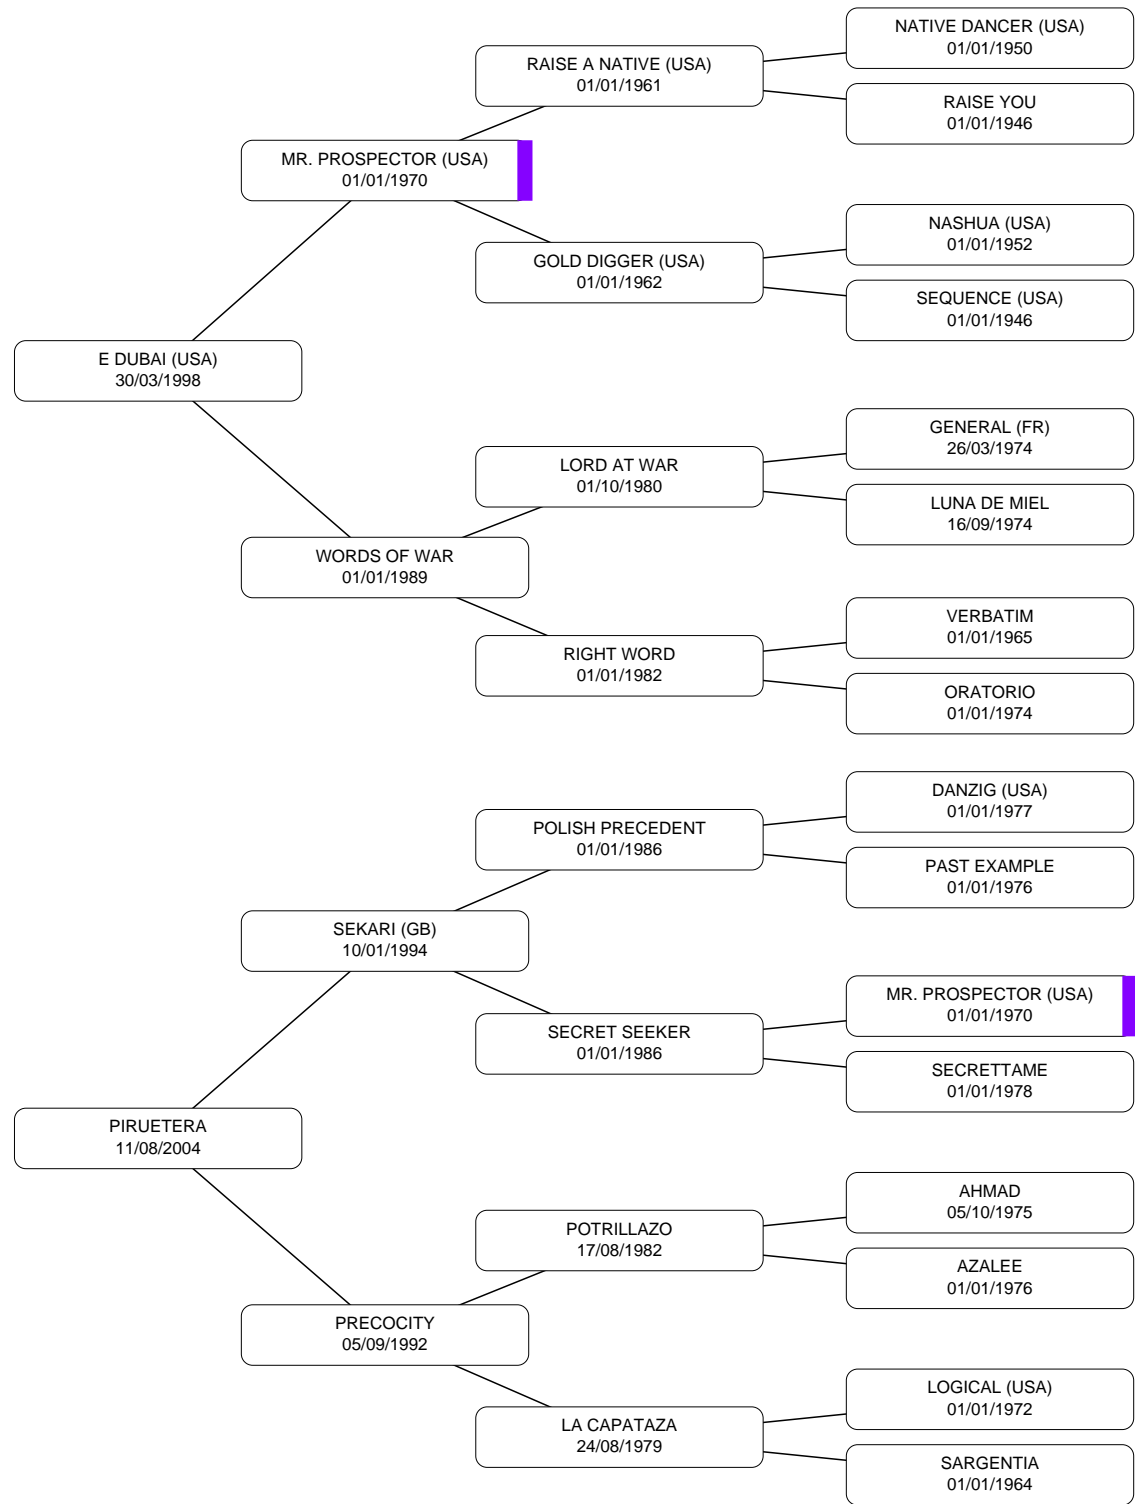 NATIVE DANCER (USA)
01/01/1950
RAISE A NATIVE (USA)
01/01/1961
RAISE YOU
01/01/1946
MR. PROSPECTOR (USA)
01/01/1970
NASHUA (USA)
01/01/1952
GOLD DIGGER (USA)
01/01/1962
SEQUENCE (USA)
01/01/1946
E DUBAI (USA)
30/03/1998
GENERAL (FR)
26/03/1974
LORD AT WAR
01/10/1980
LUNA DE MIEL
16/09/1974
WORDS OF WAR
01/01/1989
VERBATIM
01/01/1965
RIGHT WORD
01/01/1982
ORATORIO
01/01/1974
DANZIG (USA)
01/01/1977
POLISH PRECEDENT
01/01/1986
PAST EXAMPLE
01/01/1976
SEKARI (GB)
10/01/1994
MR. PROSPECTOR (USA)
01/01/1970
SECRET SEEKER
01/01/1986
SECRETTAME
01/01/1978
PIRUETERA
11/08/2004
AHMAD
05/10/1975
POTRILLAZO
17/08/1982
AZALEE
01/01/1976
PRECOCITY
05/09/1992
LOGICAL (USA)
01/01/1972
LA CAPATAZA
24/08/1979
SARGENTIA
01/01/1964